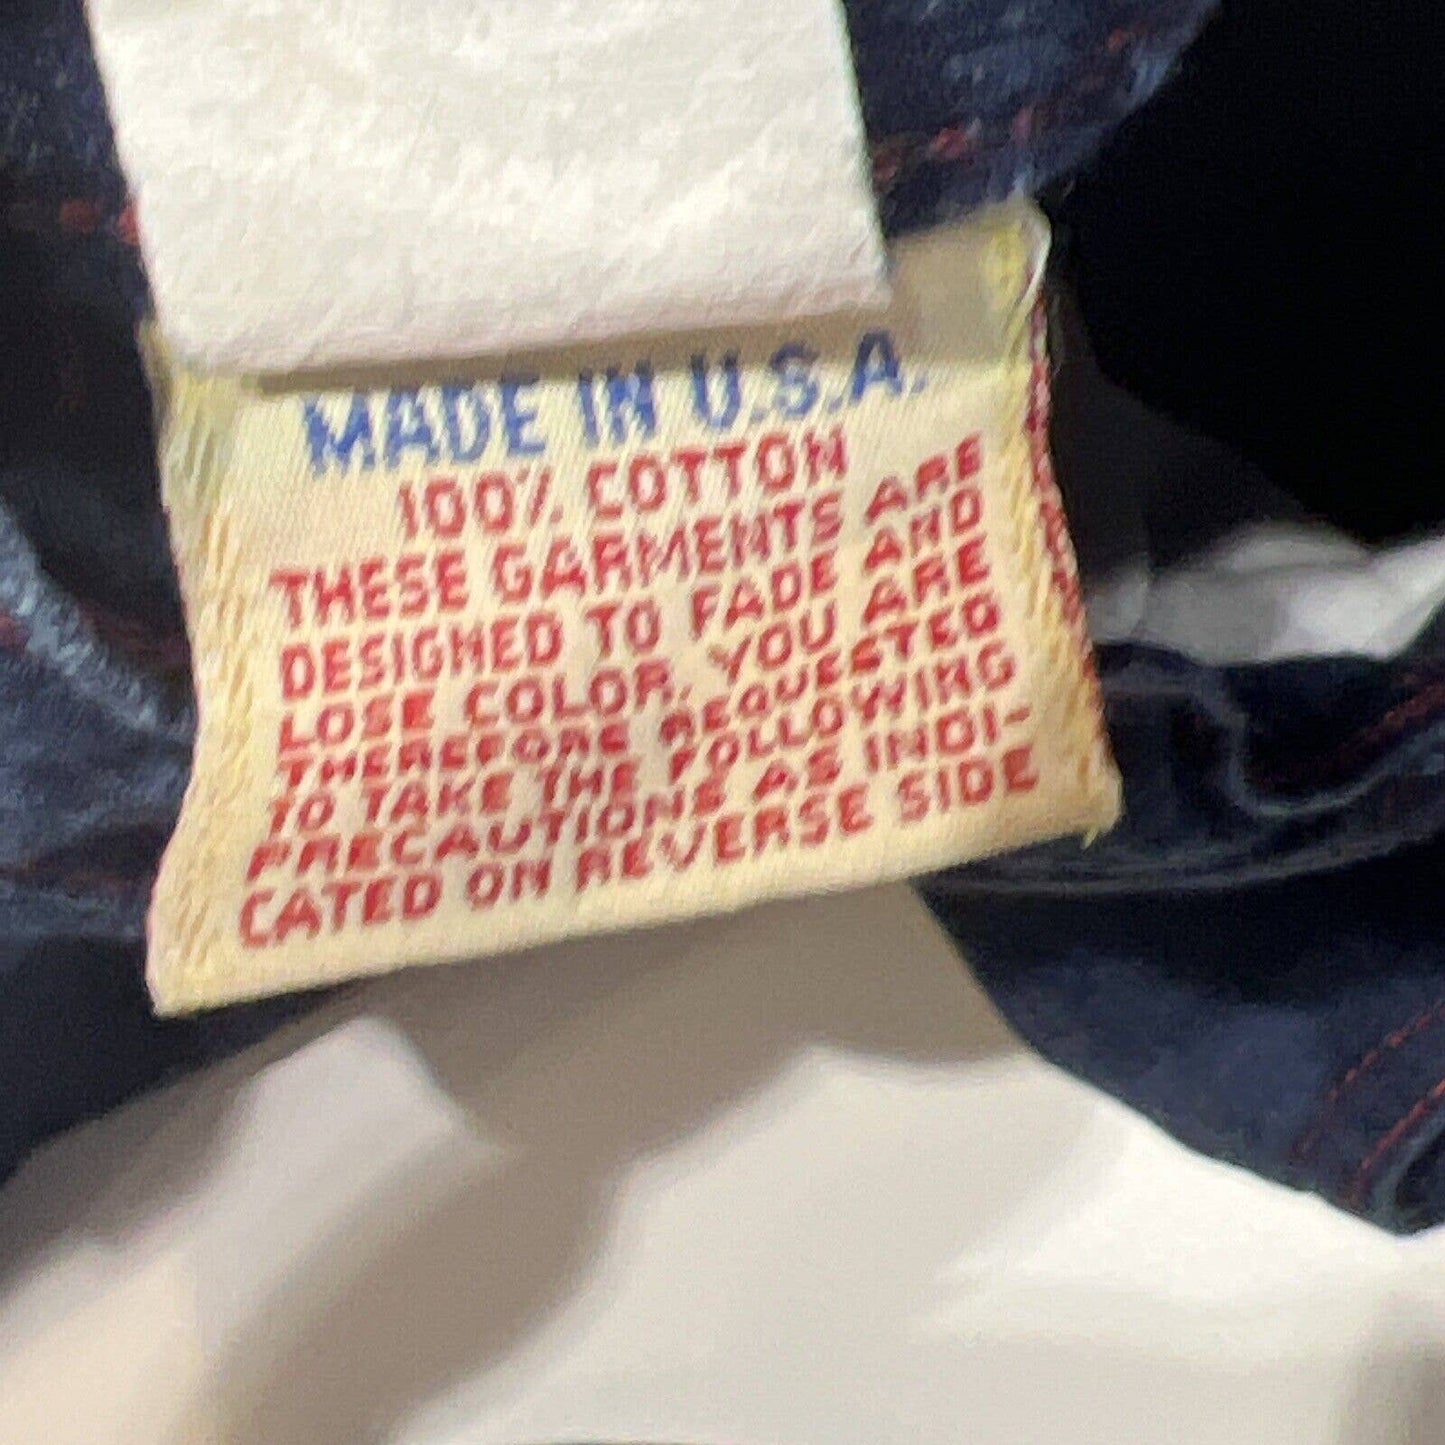 MADE IN U.S.A.
100% COTTON
THESE GARMENTS ARE
DESIGNED TO FADE AND
LOSE COLOR. YOU ARE
THEREFORE REQUESTED
TO TAKE THE FOLLOWING
PRECAUTIONS AS INDI-
CATED ON REVERSE SIDE